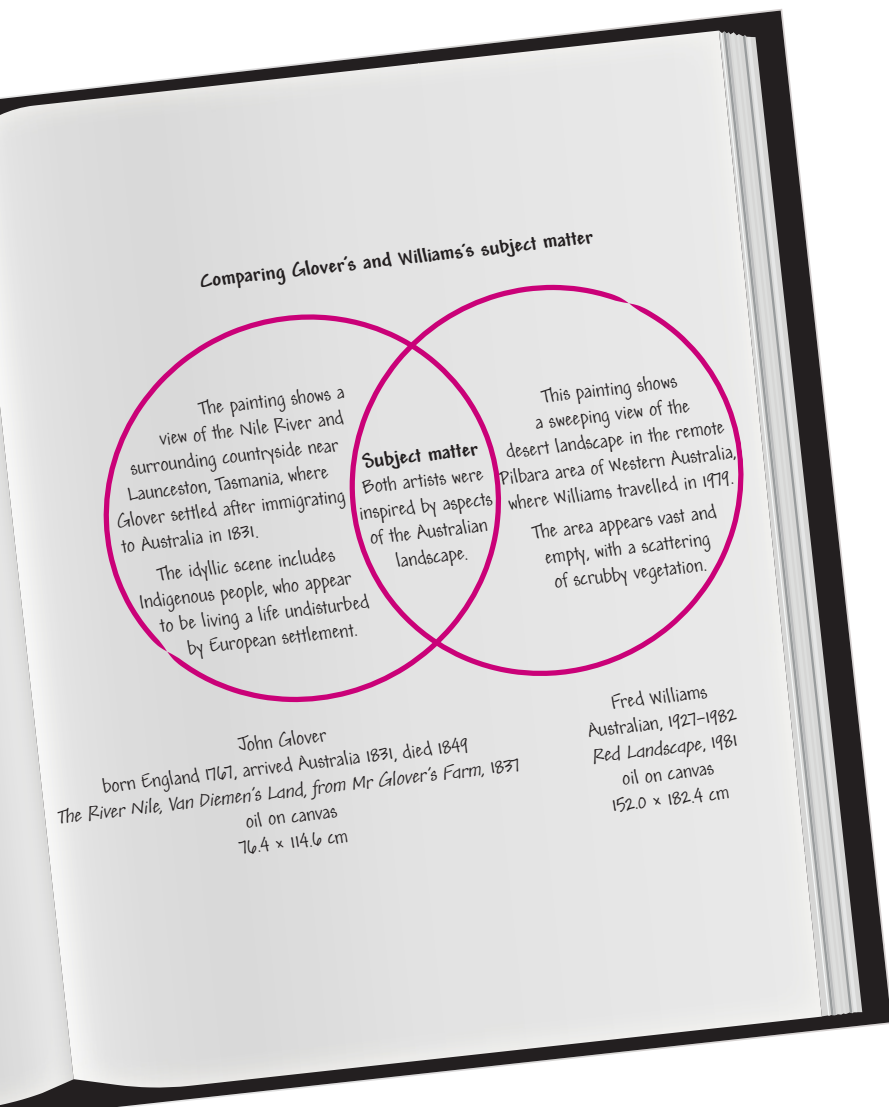 Comparing Glover's and Williams's subject matter
The painting shows a
view of the Nile River and
surrounding countryside near
Launceston, Tasmania, where
Glover settled after immigrating
to Australia in 1831.
The idyllic scene includes
Indigenous people, who appear
to be living a life undisturbed
by European settlement.
Subject matter
Both artists were
inspired by aspects
of the Australian
landscape.
This painting shows
a sweeping view of the
desert landscape in the remote
Pilbara area of Western Australia,
where Williams travelled in 1979.
The area appears vast and
empty, with a scattering
of scrubby vegetation.
John Glover
born England 1767, arrived Australia 1831, died 1849
The River Nile, Van Diemen's Land, from Mr Glover's Farm, 1837
oil on canvas
76.4 × 114.6 cm
Fred Williams
Australian, 1927–1982
Red Landscape, 1981
oil on canvas
152.0 × 182.4 cm